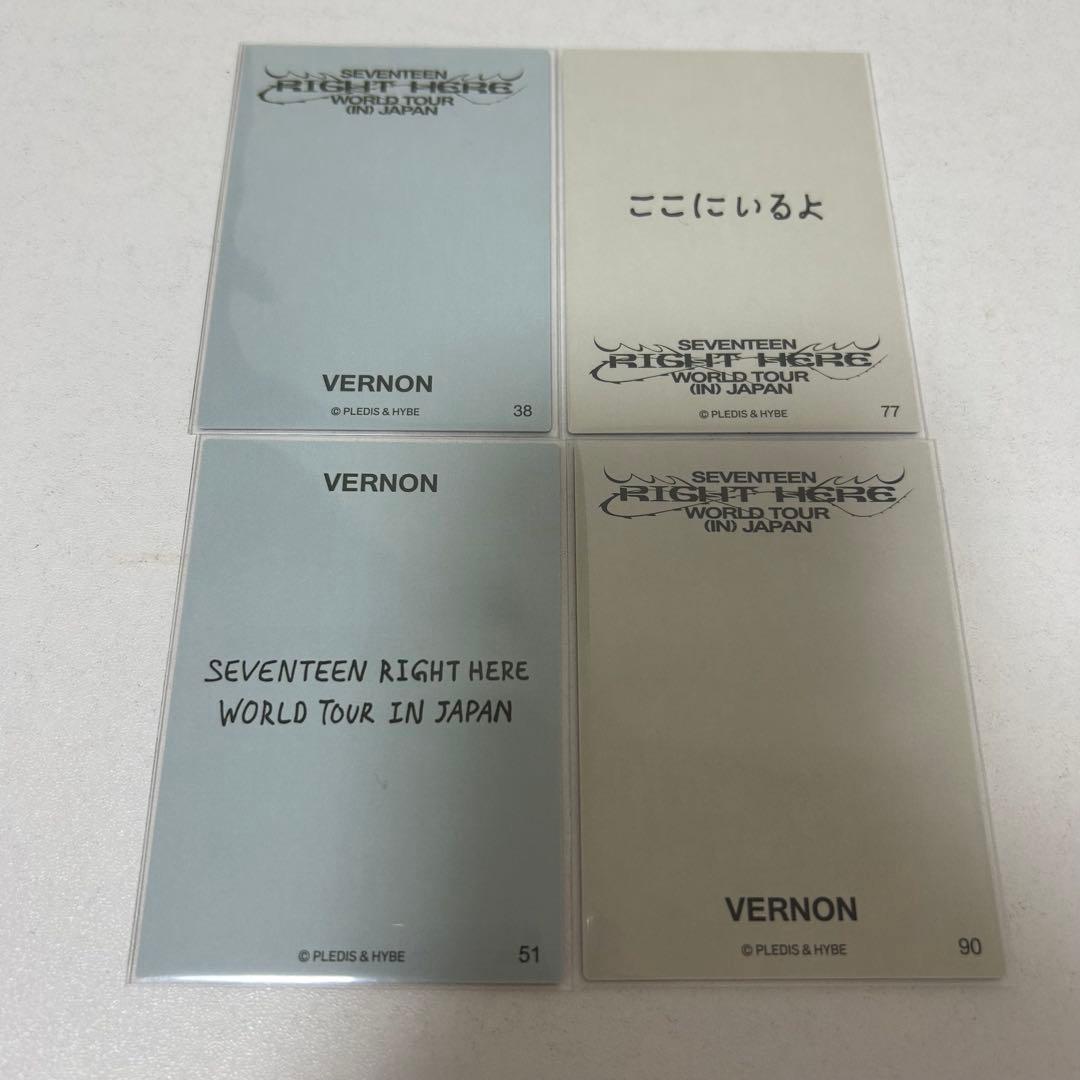 SEVENTEEN
RIGHT HERE
WORLD TOUR
(IN) JAPAN
VERNON
© PLEDIS & HYBE
38
ここにいるよ
SEVENTEEN
RIGHT HERE
WORLD TOUR
(IN) JAPAN
© PLEDIS & HYBE
77
VERNON
SEVENTEEN RIGHT HERE
WORLD TOUR IN JAPAN
© PLEDIS & HYBE
51
SEVENTEEN
RIGHT HERE
WORLD TOUR
(IN) JAPAN
VERNON
© PLEDIS & HYBE
90